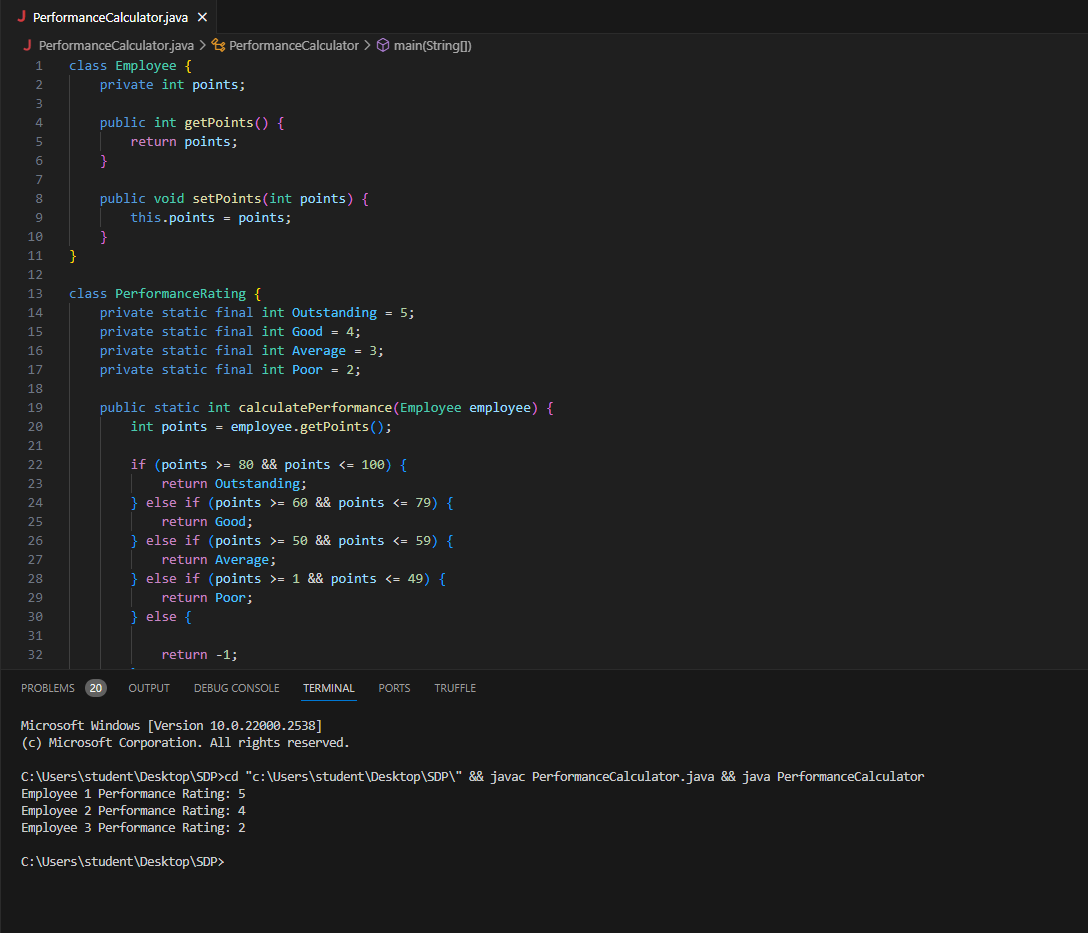 J PerformanceCalculator.java ×
J PerformanceCalculator.java > PerformanceCalculator > main(String[])
1 class Employee {
2     private int points;
3
4     public int getPoints() {
5         return points;
6     }
7
8     public void setPoints(int points) {
9         this.points = points;
10     }
11 }
12
13 class PerformanceRating {
14     private static final int Outstanding = 5;
15     private static final int Good = 4;
16     private static final int Average = 3;
17     private static final int Poor = 2;
18
19     public static int calculatePerformance(Employee employee) {
20         int points = employee.getPoints();
21
22         if (points >= 80 && points <= 100) {
23             return Outstanding;
24         } else if (points >= 60 && points <= 79) {
25             return Good;
26         } else if (points >= 50 && points <= 59) {
27             return Average;
28         } else if (points >= 1 && points <= 49) {
29             return Poor;
30         } else {
31
32             return -1;
PROBLEMS 20 OUTPUT DEBUG CONSOLE TERMINAL PORTS TRUFFLE
Microsoft Windows [Version 10.0.22000.2538]
(c) Microsoft Corporation. All rights reserved.
C:\Users\student\Desktop\SDP>cd "c:\Users\student\Desktop\SDP\" && javac PerformanceCalculator.java && java PerformanceCalculator
Employee 1 Performance Rating: 5
Employee 2 Performance Rating: 4
Employee 3 Performance Rating: 2
C:\Users\student\Desktop\SDP>